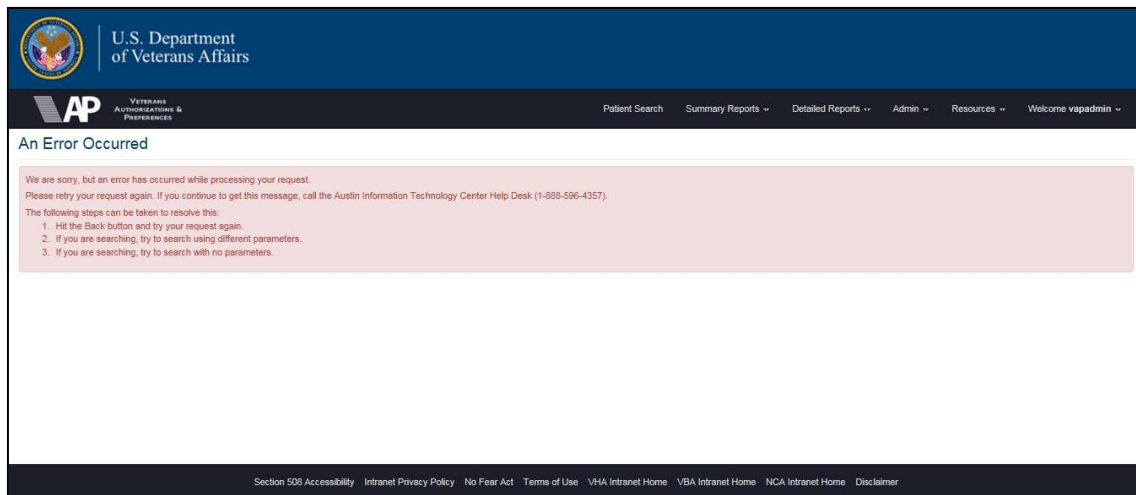 U.S. Department
of Veterans Affairs
VAP
VETERANS
AUTHORIZATIONS &
PREFERENCES
Patient Search Summary Reports Detailed Reports Admin Resources Welcome vapadmin
An Error Occurred
We are sorry, but an error has occurred while processing your request.
Please retry your request again. If you continue to get this message, call the Austin Information Technology Center Help Desk (1-888-596-4357).
The following steps can be taken to resolve this:
1. Hit the Back button and try your request again.
2. If you are searching, try to search using different parameters.
3. If you are searching, try to search with no parameters.
Section 508 Accessibility Intranet Privacy Policy No Fear Act Terms of Use VHA Intranet Home VBA Intranet Home NCA Intranet Home Disclaimer